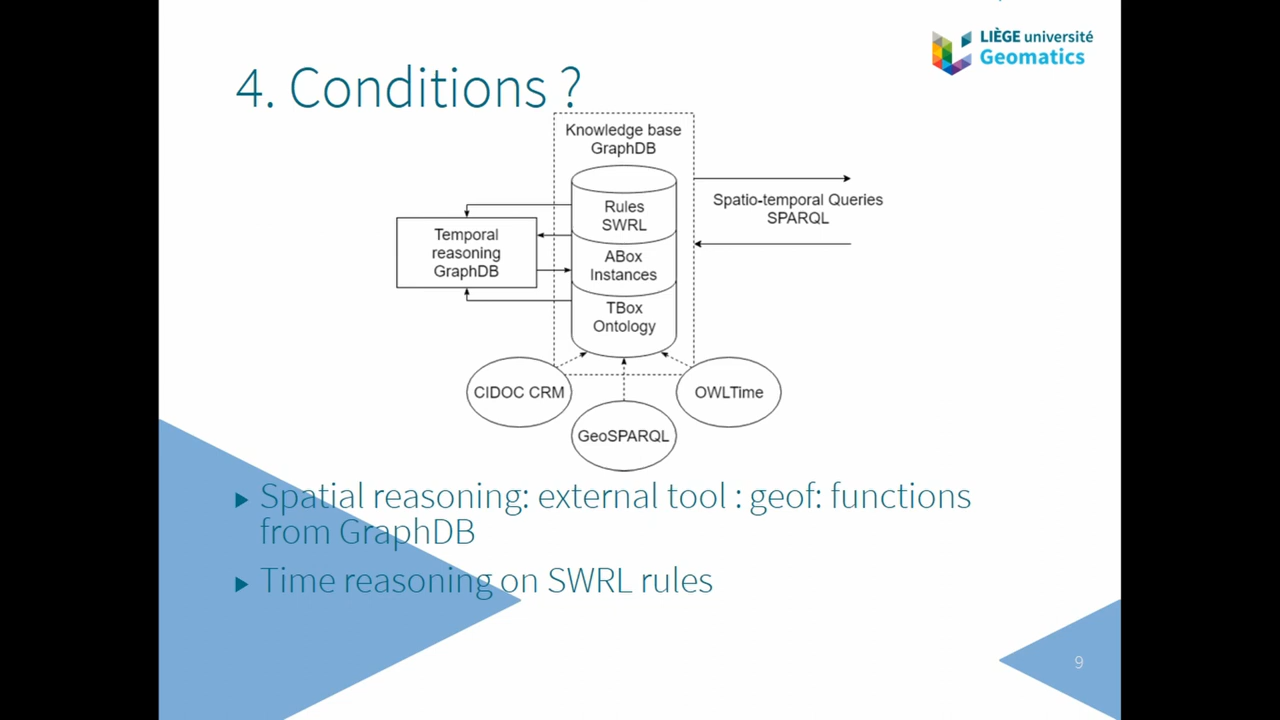 LIÈGE université
Geomatics
4. Conditions ?
Knowledge base
GraphDB
Rules
SWRL
Spatio-temporal Queries
SPARQL
Temporal
reasoning
GraphDB
ABox
Instances
TBox
Ontology
CIDOC CRM
OWLTime
GeoSPARQL
Spatial reasoning: external tool : geof: functions
from GraphDB
Time reasoning on SWRL rules
9